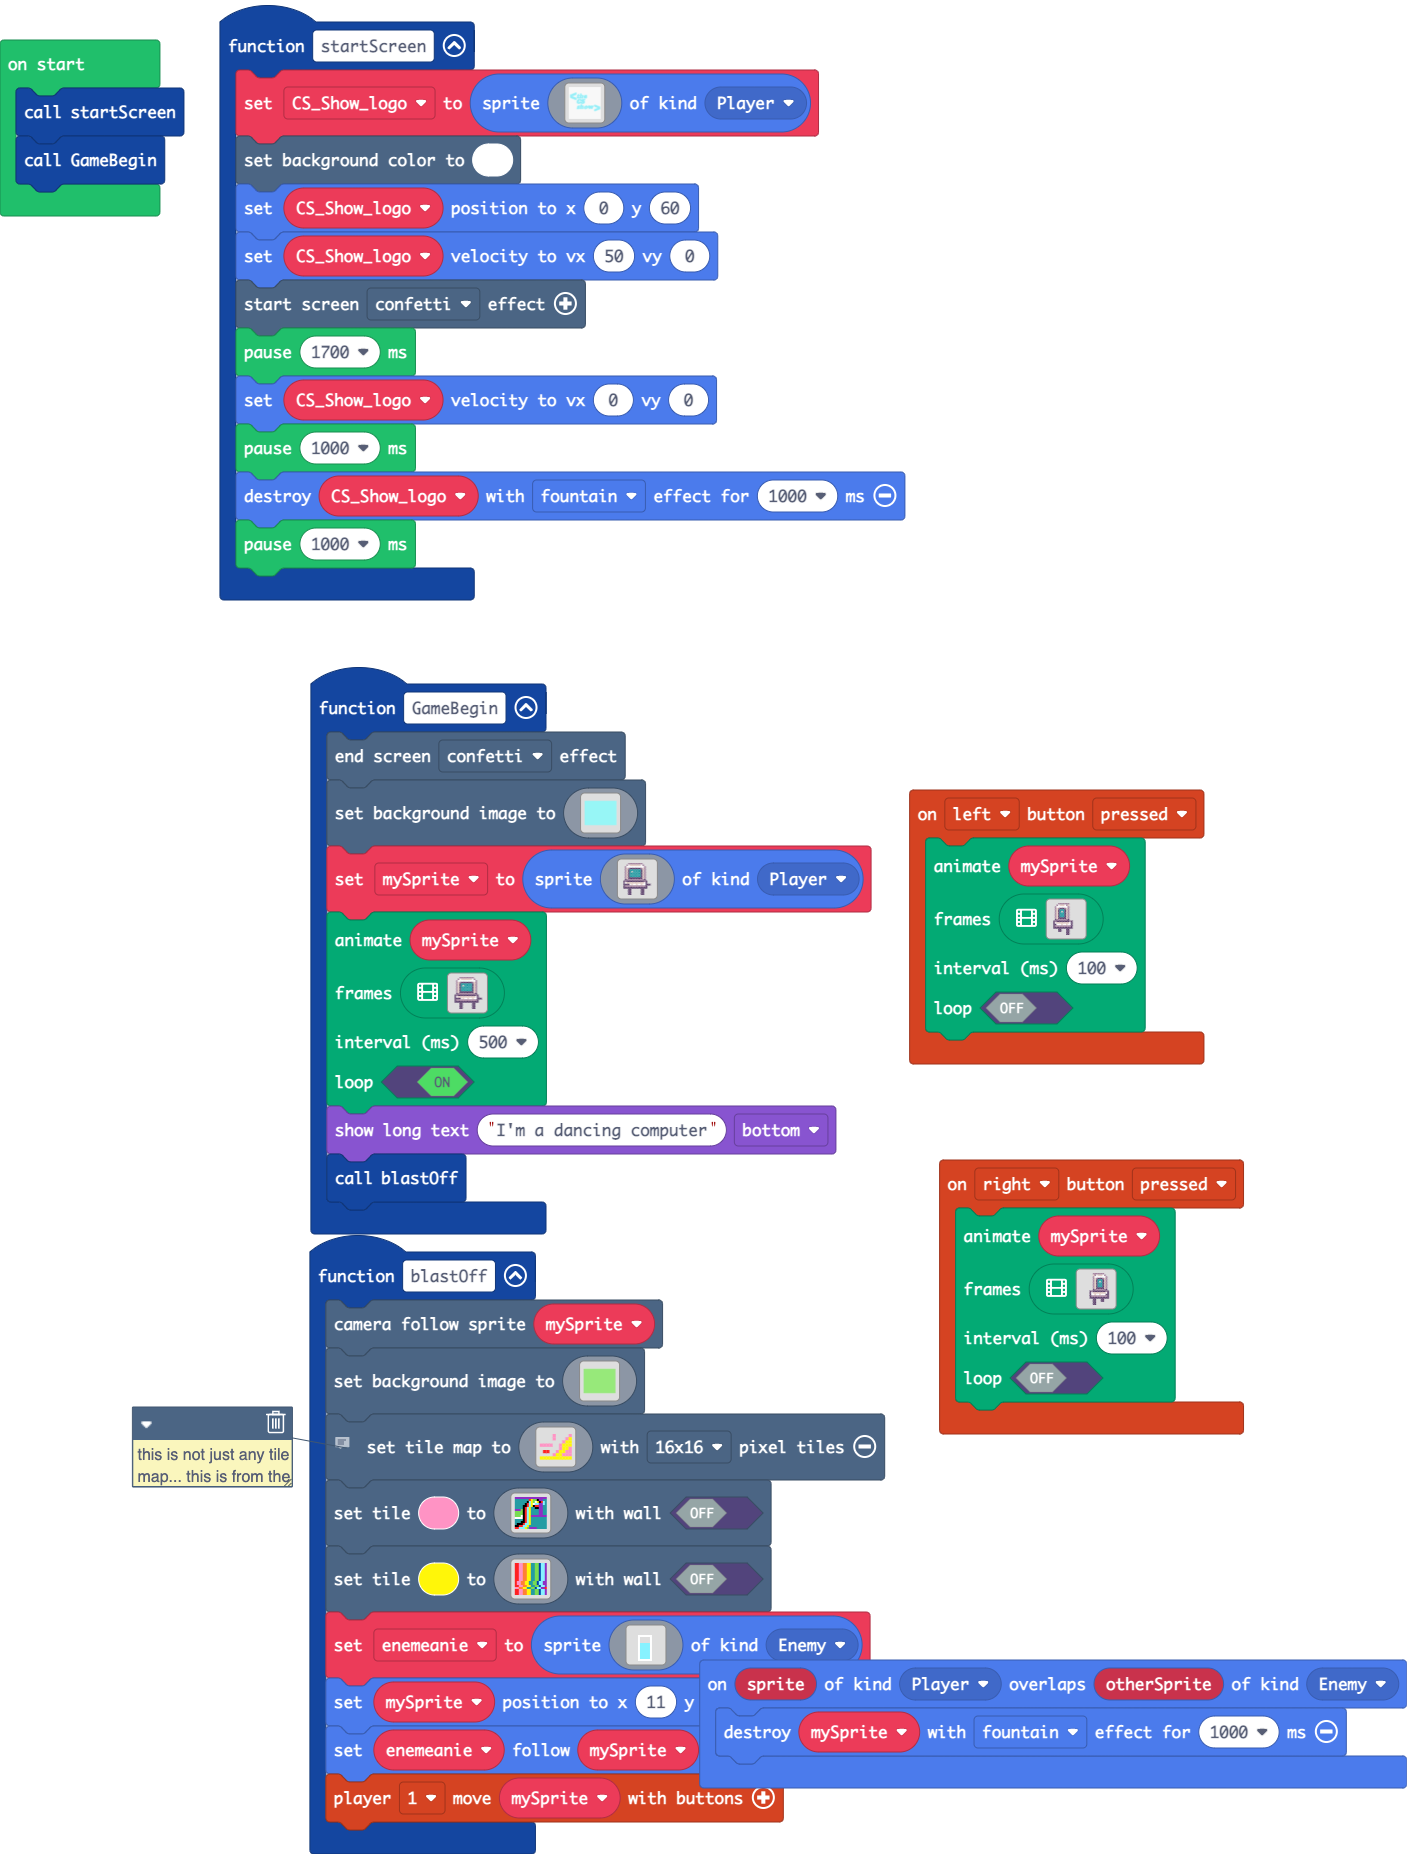 on start
call startScreen
call GameBegin
function startScreen
set CS_Show_logo to sprite of kind Player
set background color to
set CS_Show_logo position to x 0 y 60
set CS_Show_logo velocity to vx 50 vy 0
start screen confetti effect
pause 1700 ms
set CS_Show_logo velocity to vx 0 vy 0
pause 1000 ms
destroy CS_Show_logo with fountain effect for 1000 ms
pause 1000 ms
function GameBegin
end screen confetti effect
set background image to
set mySprite to sprite of kind Player
animate mySprite
frames
interval (ms) 500
loop ON
show long text "I'm a dancing computer" bottom
call blastOff
on left button pressed
animate mySprite
frames
interval (ms) 100
loop OFF
on right button pressed
animate mySprite
frames
interval (ms) 100
loop OFF
function blastOff
camera follow sprite mySprite
set background image to
set tile map to with 16x16 pixel tiles
this is not just any tile
map... this is from the
set tile to with wall OFF
set tile to with wall OFF
set enemeanie to sprite of kind Enemy
set mySprite position to x 11 y
set enemeanie follow mySprite
player 1 move mySprite with buttons
on sprite of kind Player overlaps otherSprite of kind Enemy
destroy mySprite with fountain effect for 1000 ms